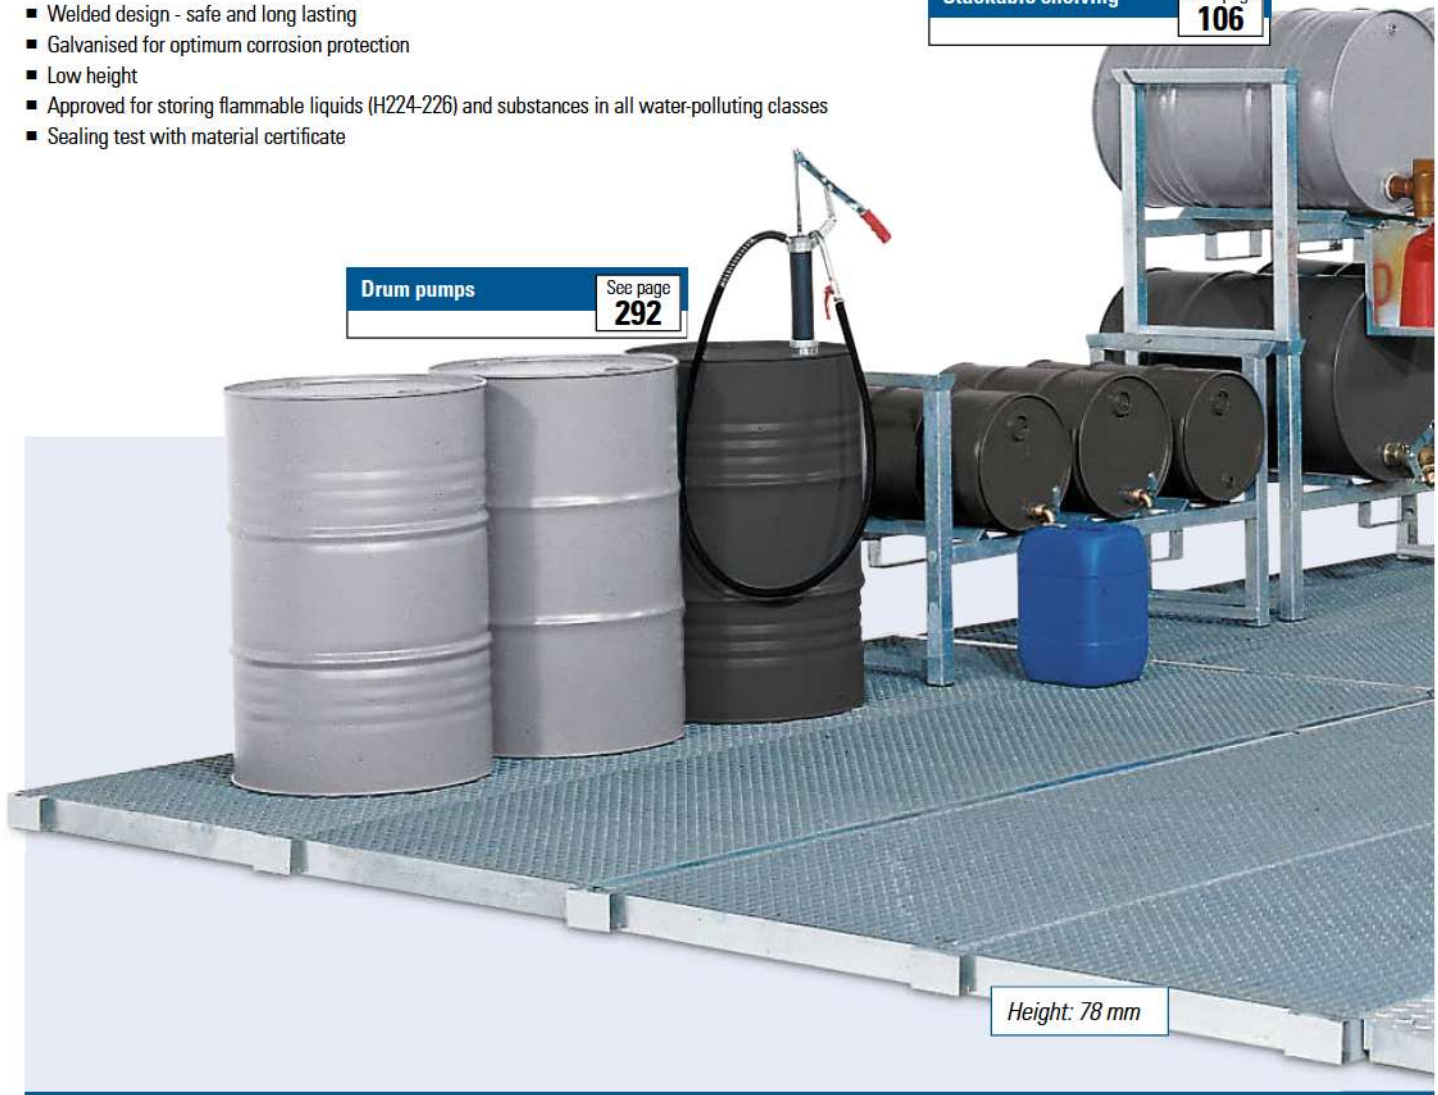 Welded design - safe and long lasting
Galvanised for optimum corrosion protection
Low height
Approved for storing flammable liquids (H224-226) and substances in all water-polluting classes
Sealing test with material certificate
106
Drum pumps
See page
292
Height: 78 mm